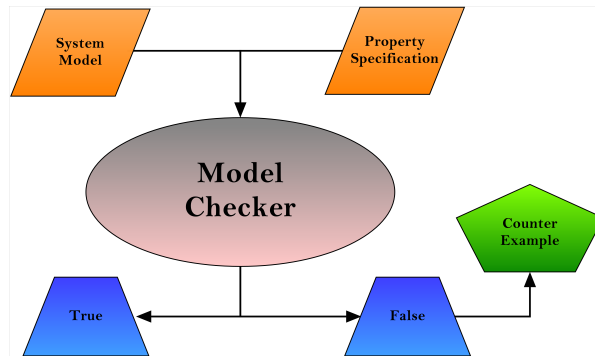 System
Model
Property
Specification
Model
Checker
Counter
Example
True
False